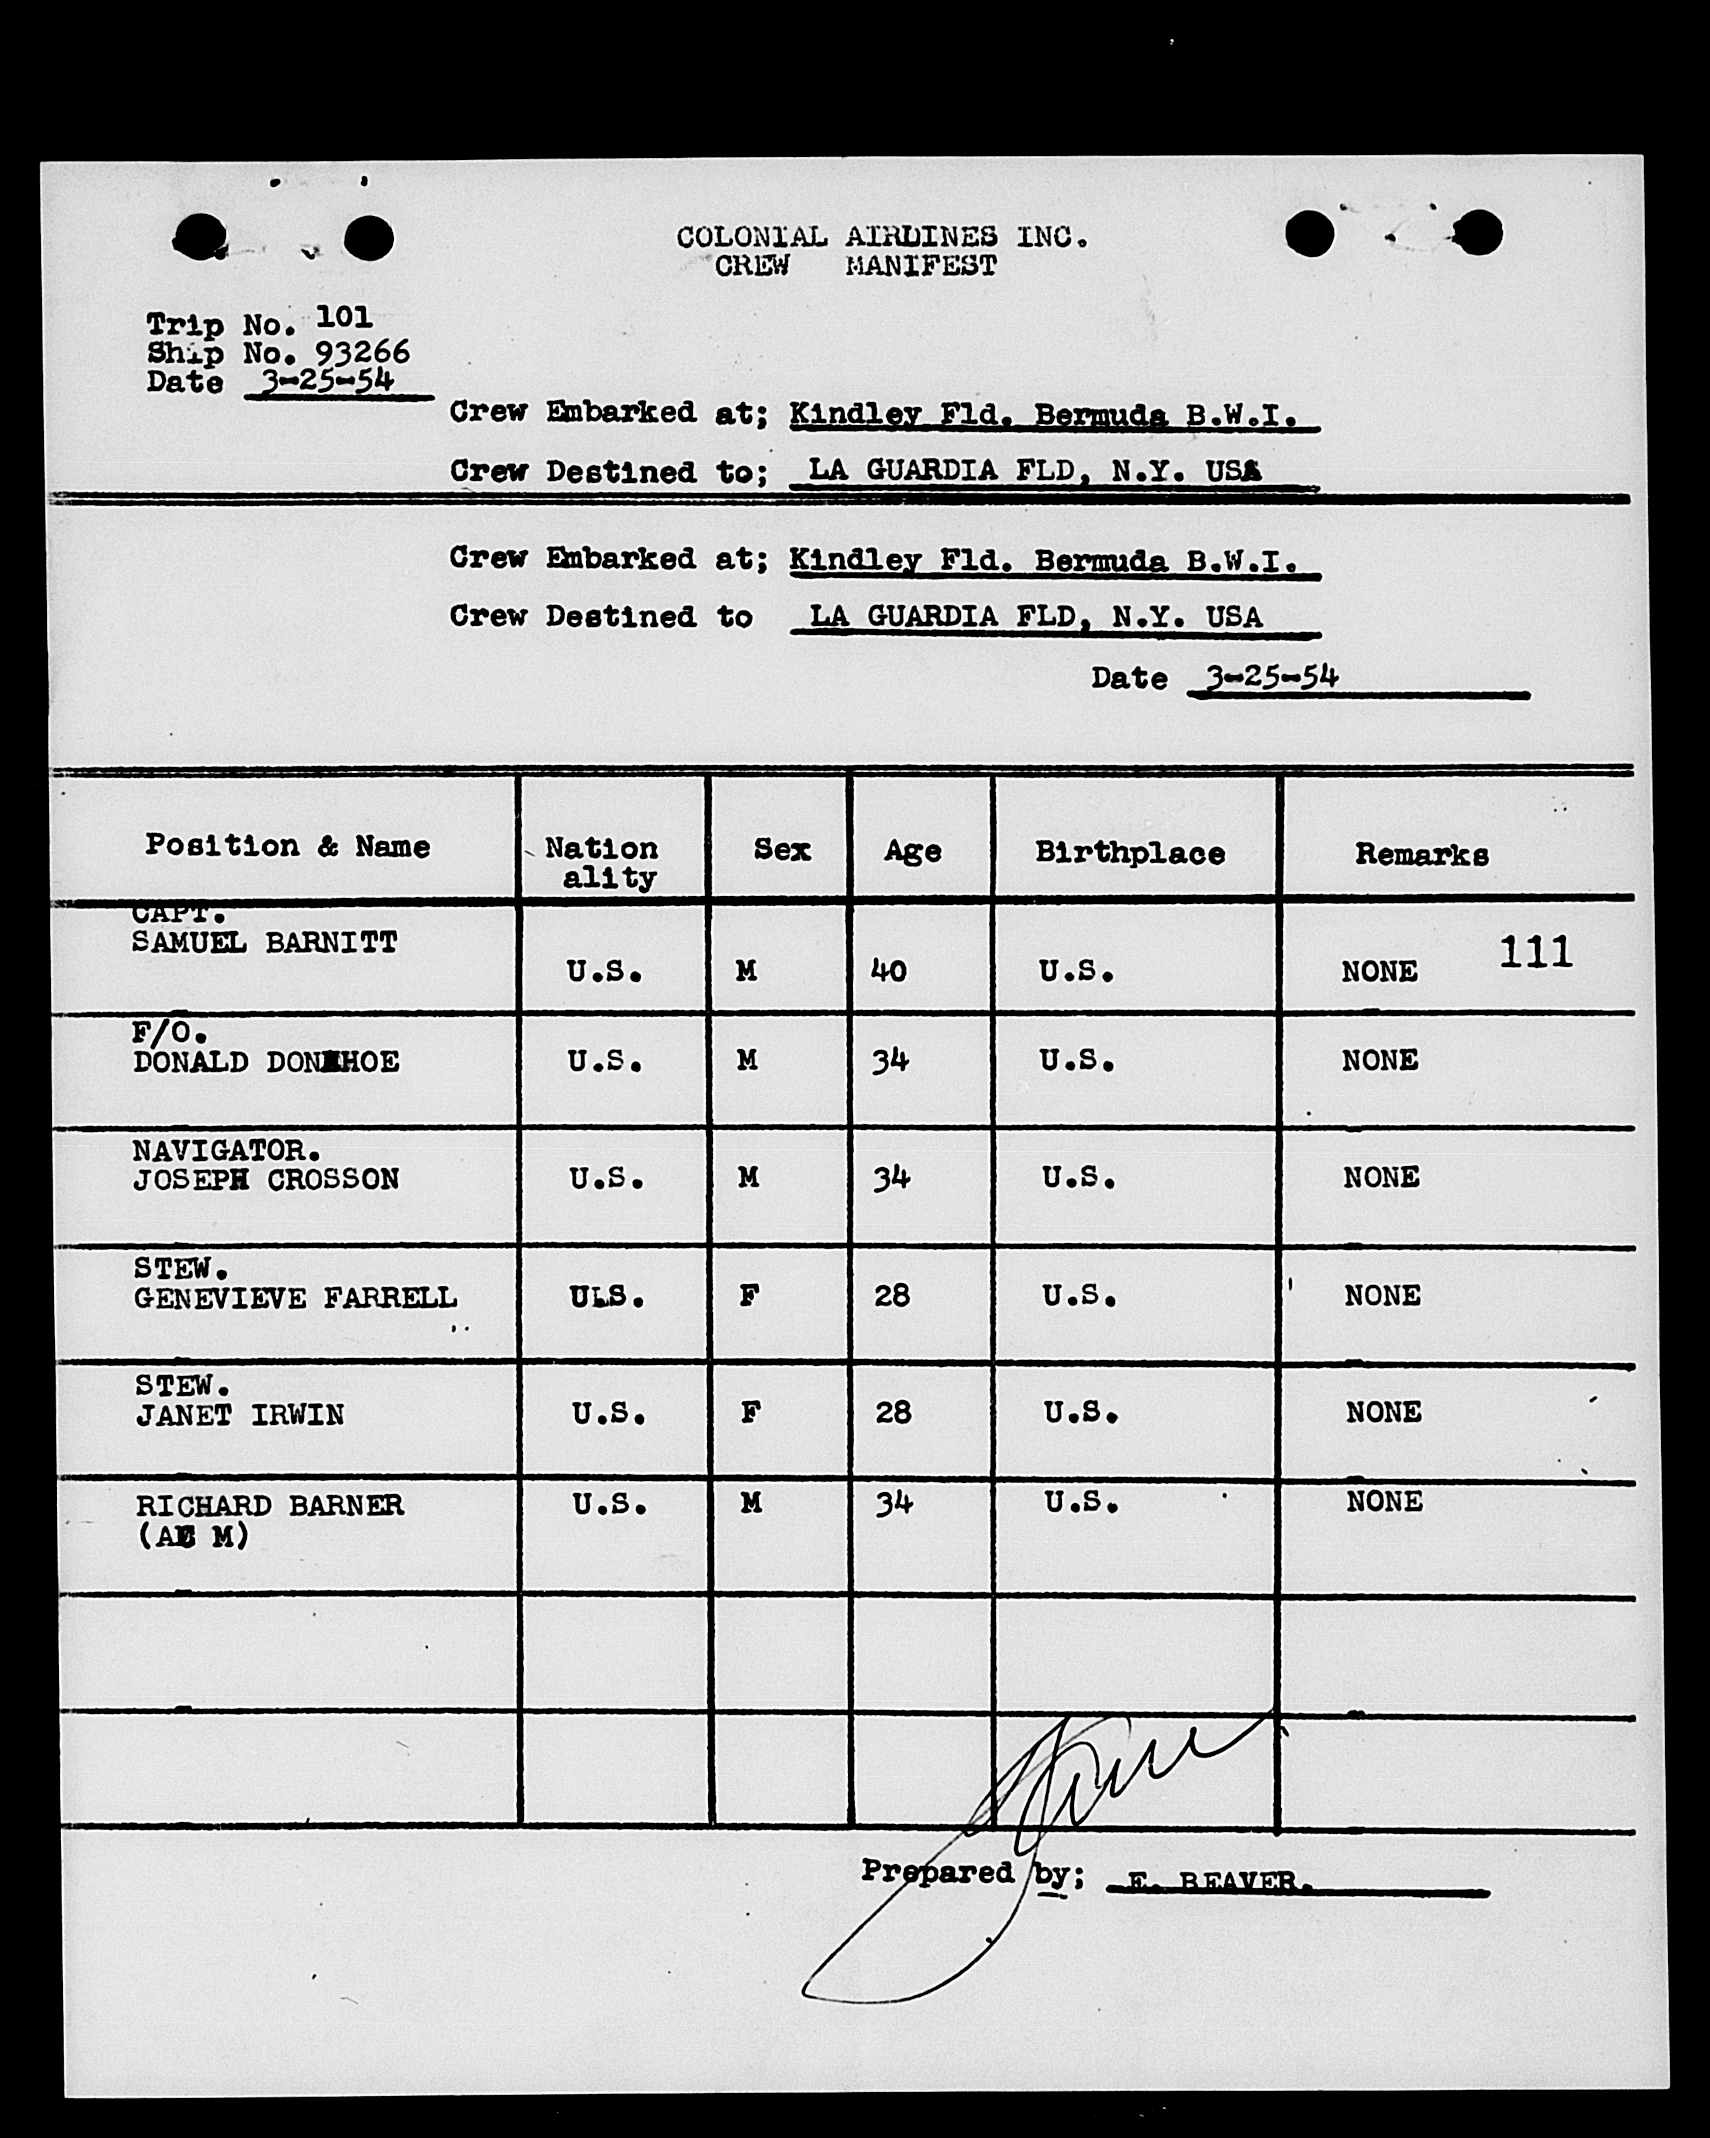 COLONIAL AIRLINES INC.
CREW MANIFEST
Trip No. 101
Ship No. 93266
Date 3-25-54
Crew Embarked at; Kindley Fld. Bermuda B.W.I.
Crew Destined to; LA GUARDIA FLD, N.Y. USA
Crew Embarked at; Kindley Fld. Bermuda B.W.I.
Crew Destined to LA GUARDIA FLD, N.Y. USA
Date 3-25-54
Position & Name Nation Sex Age Birthplace Remarks
ality
CAPT.
SAMUEL BARNITT
U.S. M 40 U.S. NONE 111
F/O.
DONALD U.S. M 34 U.S. NONE
NAVIGATOR.
JOSEPH CROSSON U.S. M 34 U.S. NONE
STEW.
GENEVIEVE FARRELL U.S. F 28 U.S. NONE
STEW.
JANET IRWIN U.S. F 28 U.S. NONE
RICHARD BARNER U.S. M 34 U.S. NONE
M)
Prepared by; E. BEAVER.